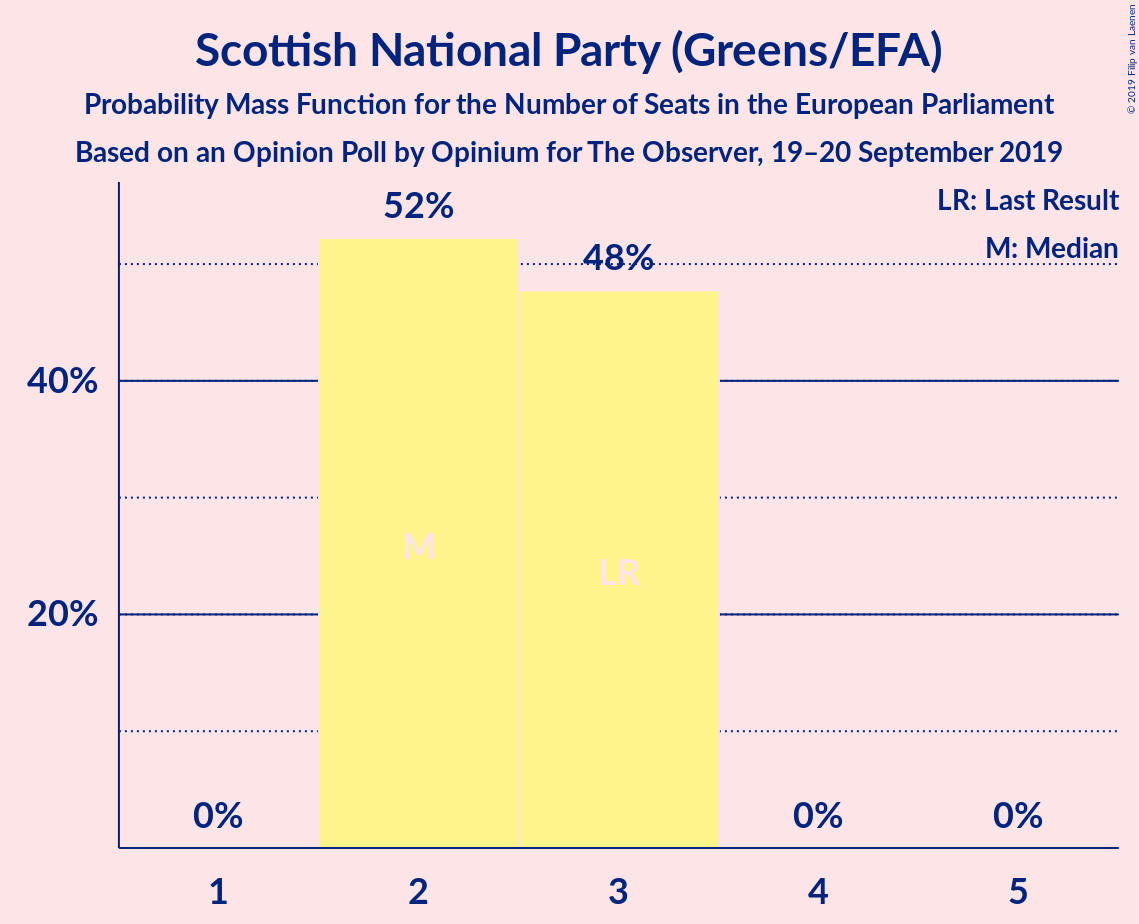 Scottish National Party (Greens/EFA)
Probability Mass Function for the Number of Seats in the European Parliament
Based on an Opinion Poll by Opinium for The Observer, 19–20 September 2019
© 2019 Filip van Laenen
LR: Last Result
M: Median
52%
48%
40%
20%
M
LR
0%
0%
0%
1
2
3
4
5